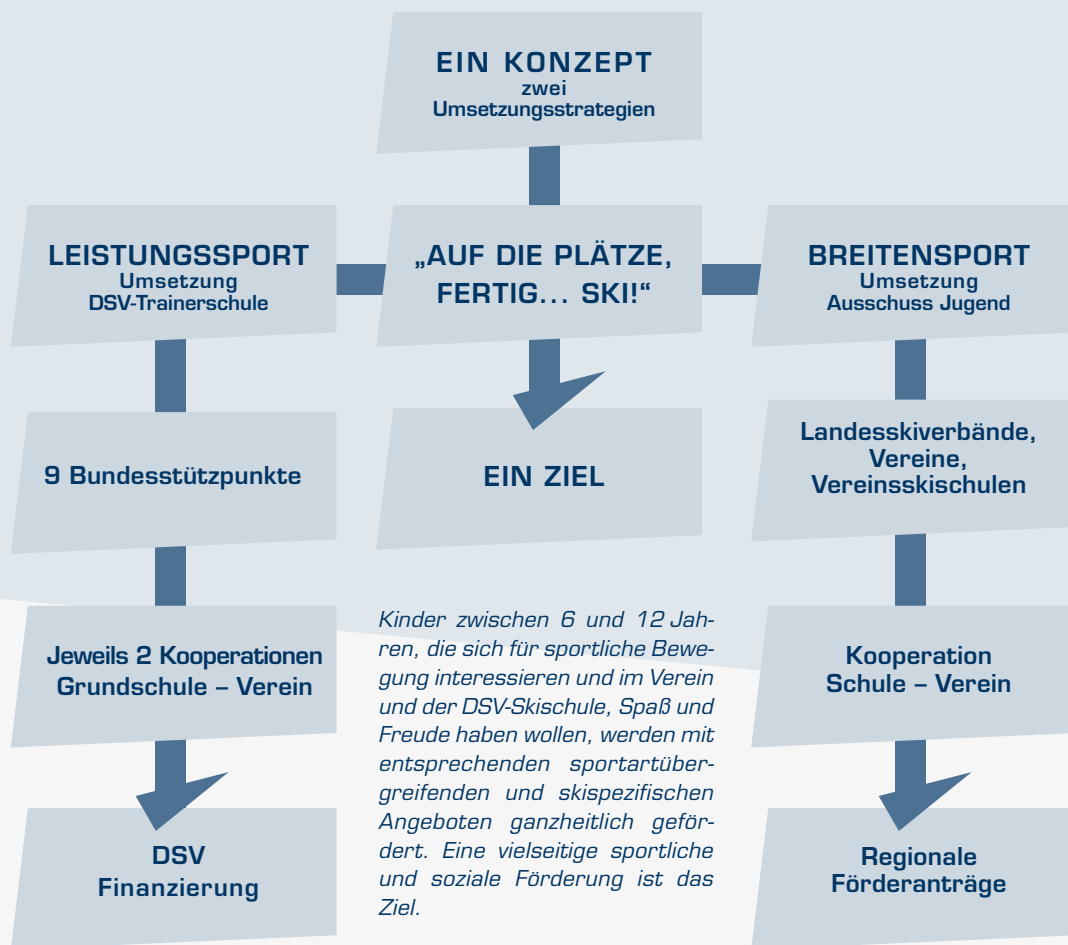 EIN KONZEPT
zwei
Umsetzungsstrategien
LEISTUNGSSPORT
Umsetzung
DSV-Trainerschule
„AUF DIE PLÄTZE,
FERTIG... SKI!“
BREITENSPORT
Umsetzung
Ausschuss Jugend
9 Bundesstützpunkte
EIN ZIEL
Landesskiverbände,
Vereine,
Vereinsskischulen
Jeweils 2 Kooperationen
Grundschule – Verein
Kinder zwischen 6 und 12 Jah-
ren, die sich für sportliche Bewe-
gung interessieren und im Verein
und der DSV-Skischule, Spaß und
Freude haben wollen, werden mit
entsprechenden sportartüber-
greifenden und skispezifischen
Angeboten ganzheitlich geför-
dert. Eine vielseitige sportliche
und soziale Förderung ist das
Ziel.
Kooperation
Schule – Verein
DSV
Finanzierung
Regionale
Förderanträge